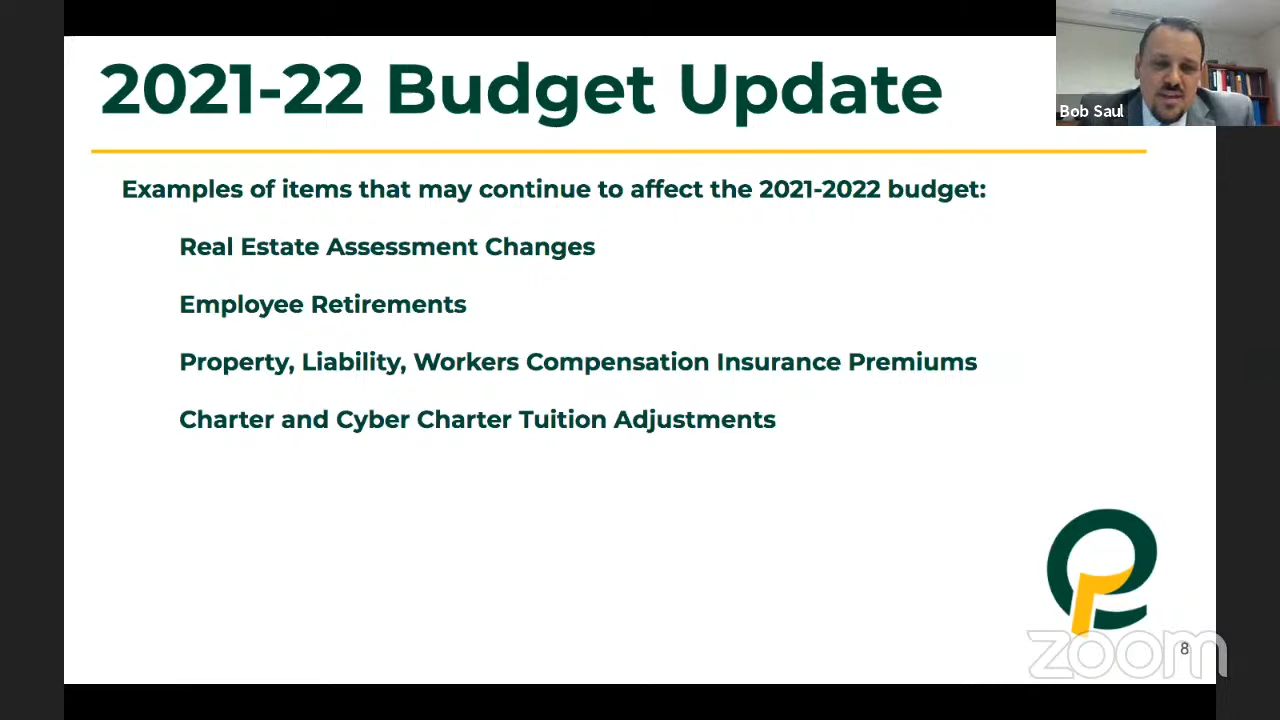 2021-22 Budget Update
Bob Saul
Examples of items that may continue to affect the 2021-2022 budget:
Real Estate Assessment Changes
Employee Retirements
Property, Liability, Workers Compensation Insurance Premiums
Charter and Cyber Charter Tuition Adjustments
zoom
8